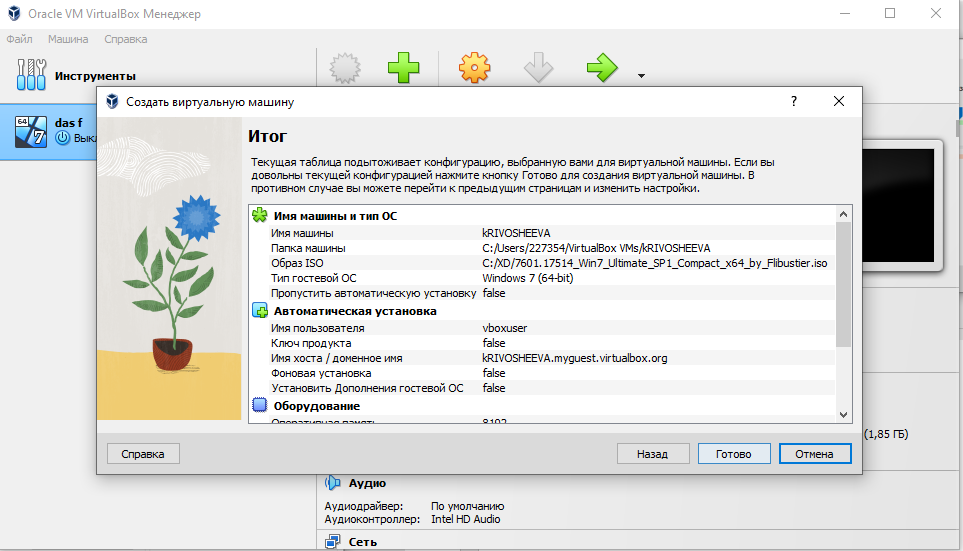 Oracle VM VirtualBox Менеджер
Файл Машина Справка
Инструменты
64
7
das f
Создать виртуальную машину
?
Итог
Текущая таблица подытоживает конфигурацию, выбранную вами для виртуальной машины. Если вы
довольны текущей конфигурацией нажмите кнопку Готово для создания виртуальной машины. В
противном случае вы можете перейти к предыдущим страницам и изменить настройки.
Имя машины и тип ОС
Имя машины kRIVOSHEEVA
Папка машины C:/Users/227354/VirtualBox VMs/kRIVOSHEEVA
Образ ISO C:/XD/7601.17514_Win7_Ultimate_SP1_Compact_x64_by_Flibustier.iso
Тип гостевой ОС Windows 7 (64-bit)
Пропустить автоматическую установку false
Автоматическая установка
Имя пользователя vboxuser
Ключ продукта false
Имя хоста / доменное имя kRIVOSHEEVA.myguest.virtualbox.org
Фоновая установка false
Установить Дополнения гостевой ОС false
Оборудование
Оперативная память 8192
(1,85 ГБ)
Справка Назад Готово Отмена
Аудио
Аудиодрайвер: По умолчанию
Аудиоконтроллер: Intel HD Audio
Сеть